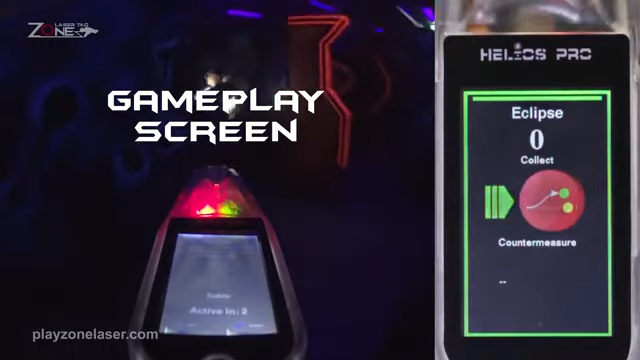 LASER TAG
ZONE
GAMEPLAY
SCREEN
Active In: 2
playzonelaser.com
HELIOS PRO
Eclipse
0
Collect
Countermeasure
--